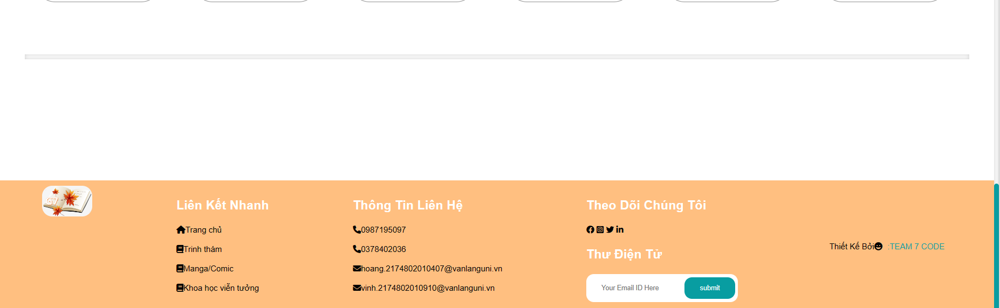 G7
Liên Kết Nhanh
Trang chủ
Trinh thám
Manga/Comic
Khoa học viễn tưởng
Thông Tin Liên Hệ
0987195097
0378402036
hoang.2174802010407@vanlanguni.vn
vinh.2174802010910@vanlanguni.vn
Theo Dõi Chúng Tôi
Thư Điện Tử
Your Email ID Here
submit
Thiết Kế Bởi :TEAM 7 CODE